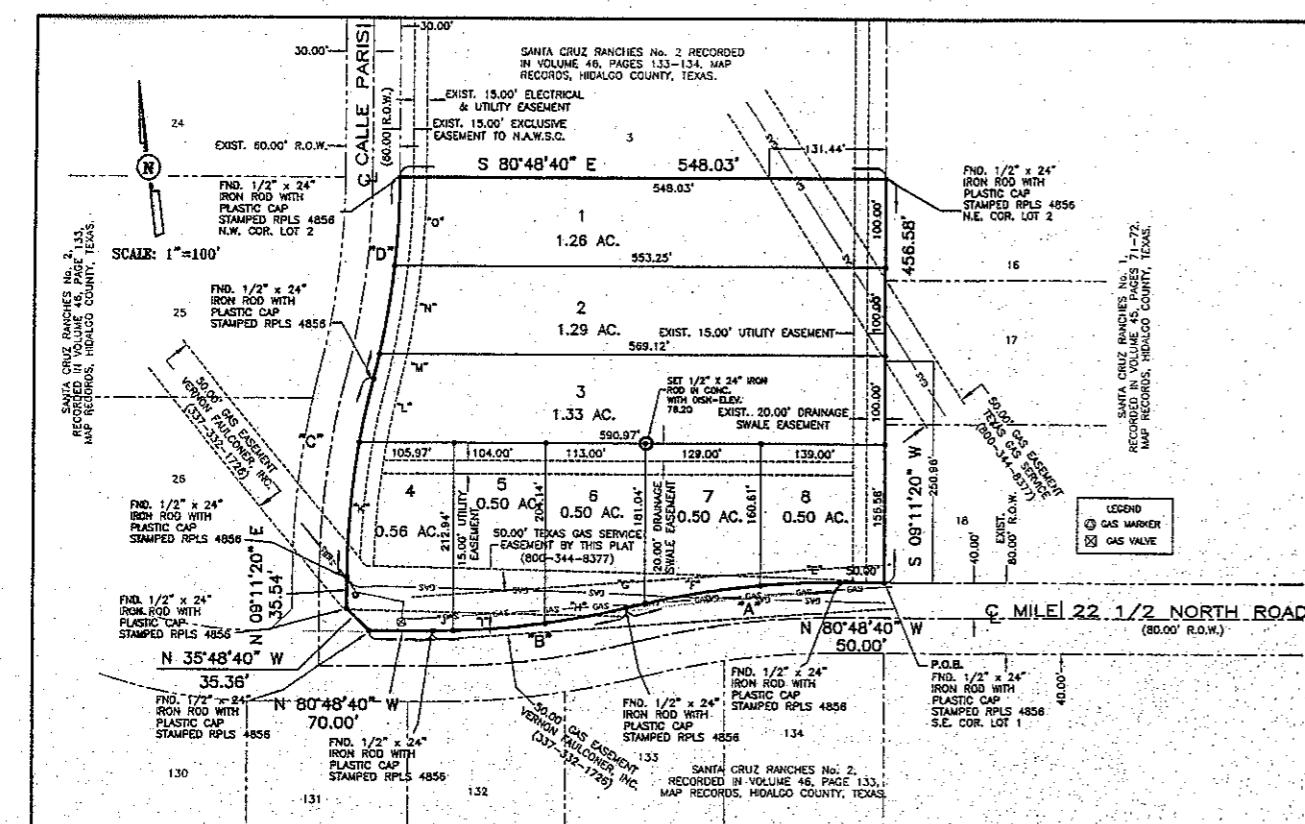 30.00'
30.00'
℄ CALLE PARISI
(60.00 R.O.W.)
SANTA CRUZ RANCHES No. 2 RECORDED
IN VOLUME 46, PAGES 133-134, MAP
RECORDS, HIDALGO COUNTY, TEXAS.
EXIST. 15.00' ELECTRICAL
& UTILITY EASEMENT
EXIST. 15.00' EXCLUSIVE
EASEMENT TO N.A.W.S.C.
EXIST. 60.00' R.O.W.
24
3
N
SCALE: 1"=100'
S 80°48'40" E 548.03'
131.44'
548.03'
FND. 1/2" x 24"
IRON ROD WITH
PLASTIC CAP
STAMPED RPLS 4856
N.W. COR. LOT 2
FND. 1/2" x 24"
IRON ROD WITH
PLASTIC CAP
STAMPED RPLS 4856
N.E. COR. LOT 2
SANTA CRUZ RANCHES No. 2,
RECORDED IN VOLUME 46, PAGE 133,
MAP RECORDS, HIDALGO COUNTY, TEXAS.
SANTA CRUZ RANCHES No. 1,
RECORDED IN VOLUME 45, PAGES 71-72,
MAP RECORDS, HIDALGO COUNTY, TEXAS.
1
1.26 AC.
"O"
"D"
100.00'
456.58'
16
553.25'
FND. 1/2" x 24"
IRON ROD WITH
PLASTIC CAP
STAMPED RPLS 4856
25
"N"
2
1.29 AC.
EXIST. 15.00' UTILITY EASEMENT
100.00'
17
569.12'
"M"
"L"
3
1.33 AC.
SET 1/2" X 24" IRON
ROD IN CONC.
WITH DISK-ELEV.
78.20
EXIST. 20.00' DRAINAGE
SWALE EASEMENT
100.00'
590.97'
50.00' GAS EASEMENT
VERNON FAULCONER INC.
(337-332-1726)
50.00' GAS EASEMENT
TEXAS GAS SERVICE
(800-344-8377)
"C"
26
105.97'
104.00'
113.00'
129.00'
139.00'
4
0.56 AC.
5
0.50 AC.
6
0.50 AC.
7
0.50 AC.
8
0.50 AC.
212.94'
15.00' UTILITY
EASEMENT
204.14'
181.04'
20.00' DRAINAGE
SWALE EASEMENT
160.61'
155.58'
S 09°11'20" W
250.96
18
EXIST.
80.00' R.O.W.
40.00'
LEGEND
GAS MARKER
GAS VALVE
"K"
50.00' TEXAS GAS SERVICE
EASEMENT BY THIS PLAT
(800-344-8377)
FND. 1/2" x 24"
IRON ROD WITH
PLASTIC CAP
STAMPED RPLS 4856
N 09°11'20" E
35.54'
FND. 1/2" x 24"
IRON ROD WITH
PLASTIC CAP
STAMPED RPLS 4856
GAS
GAS
GAS
GAS
"J"
"H"
"G"
"F"
"E"
50.00'
"A"
"B"
℄ MILE 22 1/2 NORTH ROAD
(80.00' R.O.W.)
N 80°48'40" W
50.00'
N 35°48'40" W
35.36'
N 80°48'40" W
70.00'
FND. 1/2" x 24"
IRON ROD WITH
PLASTIC CAP
STAMPED RPLS 4856
FND. 1/2" x 24"
IRON ROD WITH
PLASTIC CAP
STAMPED RPLS 4856
50.00' GAS EASEMENT
VERNON FAULCONER, INC.
(337-332-1726)
FND. 1/2" x 24"
IRON ROD WITH
PLASTIC CAP
STAMPED RPLS 4856
FND. 1/2" x 24"
IRON ROD WITH
PLASTIC CAP
STAMPED RPLS 4856
P.O.B.
FND. 1/2" x 24"
IRON ROD WITH
PLASTIC CAP
STAMPED RPLS 4856
S.E. COR. LOT 1
40.00'
130
131
132
133
134
SANTA CRUZ RANCHES No. 2,
RECORDED IN VOLUME 46, PAGE 133,
MAP RECORDS, HIDALGO COUNTY, TEXAS